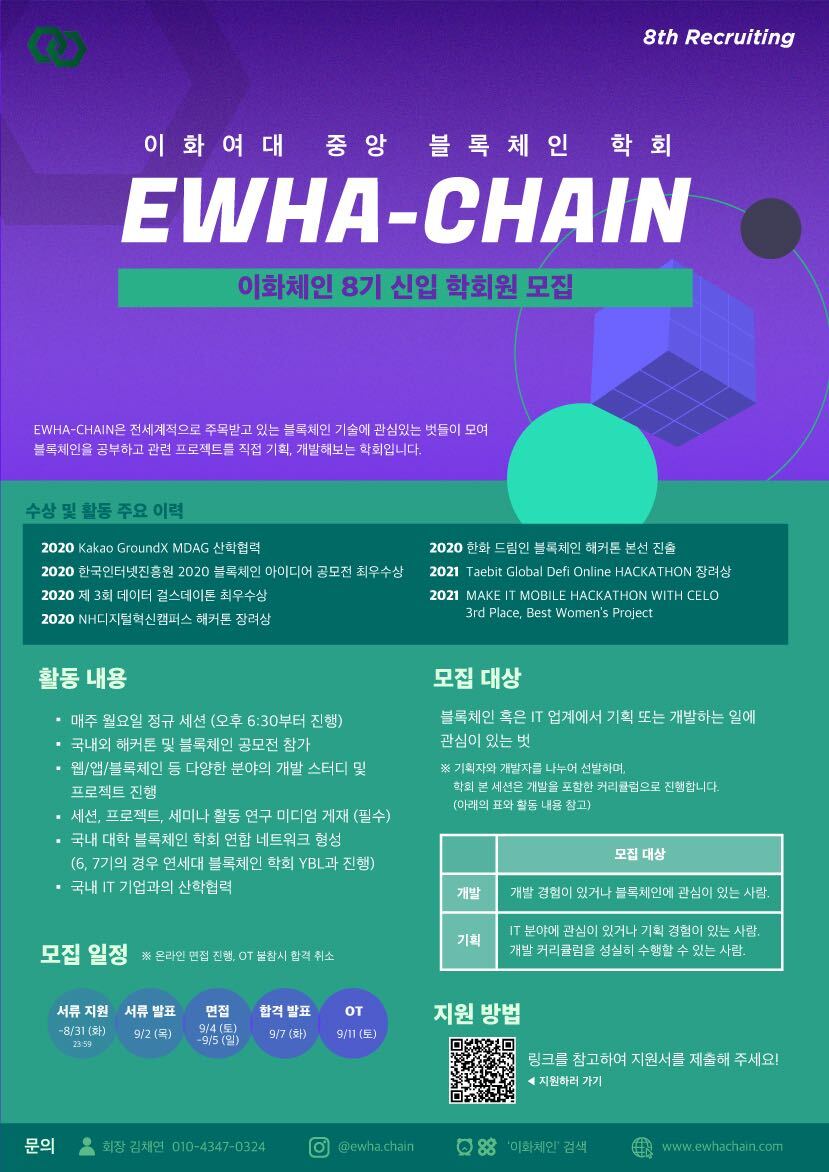 8th Recruiting
이화여대 중앙 블록체인 학회
EWHA-CHAIN
이화체인 8기 신입 학회원 모집
EWHA-CHAIN은 전세계적으로 주목받고 있는 블록체인 기술에 관심있는 벗들이 모여
블록체인을 공부하고 관련 프로젝트를 직접 기획, 개발해보는 학회입니다.
수상 및 활동 주요 이력
2020 Kakao GroundX MDAG 산학협력
2020 한국인터넷진흥원 2020 블록체인 아이디어 공모전 최우수상
2020 제 3회 데이터 걸스데이톤 최우수상
2020 NH디지털혁신캠퍼스 해커톤 장려상
2020 한화 드림인 블록체인 해커톤 본선 진출
2021 Taebit Global Defi Online HACKATHON 장려상
2021 MAKE IT MOBILE HACKATHON WITH CELO
3rd Place, Best Women's Project
활동 내용
▪ 매주 월요일 정규 세션 (오후 6:30부터 진행)
▪ 국내외 해커톤 및 블록체인 공모전 참가
▪ 웹/앱/블록체인 등 다양한 분야의 개발 스터디 및
프로젝트 진행
▪ 세션, 프로젝트, 세미나 활동 연구 미디엄 게재 (필수)
▪ 국내 대학 블록체인 학회 연합 네트워크 형성
(6, 7기의 경우 연세대 블록체인 학회 YBL과 진행)
▪ 국내 IT 기업과의 산학협력
모집 대상
블록체인 혹은 IT 업계에서 기획 또는 개발하는 일에
관심이 있는 벗
※ 기획자와 개발자를 나누어 선발하며,
학회 본 세션은 개발을 포함한 커리큘럼으로 진행합니다.
(아래의 표와 활동 내용 참고)
모집 대상
개발 개발 경험이 있거나 블록체인에 관심이 있는 사람.
기획 IT 분야에 관심이 있거나 기획 경험이 있는 사람.
개발 커리큘럼을 성실히 수행할 수 있는 사람.
모집 일정 ※ 온라인 면접 진행, OT 불참시 합격 취소
서류 지원 서류 발표 면접 합격 발표 OT
~8/31 (화) 9/2 (목) 9/4 (토) 9/7 (화) 9/11 (토)
23:59 ~9/5 (일)
지원 방법
링크를 참고하여 지원서를 제출해 주세요!
◀ 지원하러 가기
문의 회장 김채연 010-4347-0324 @ewha.chain '이화체인' 검색 www.ewhachain.com